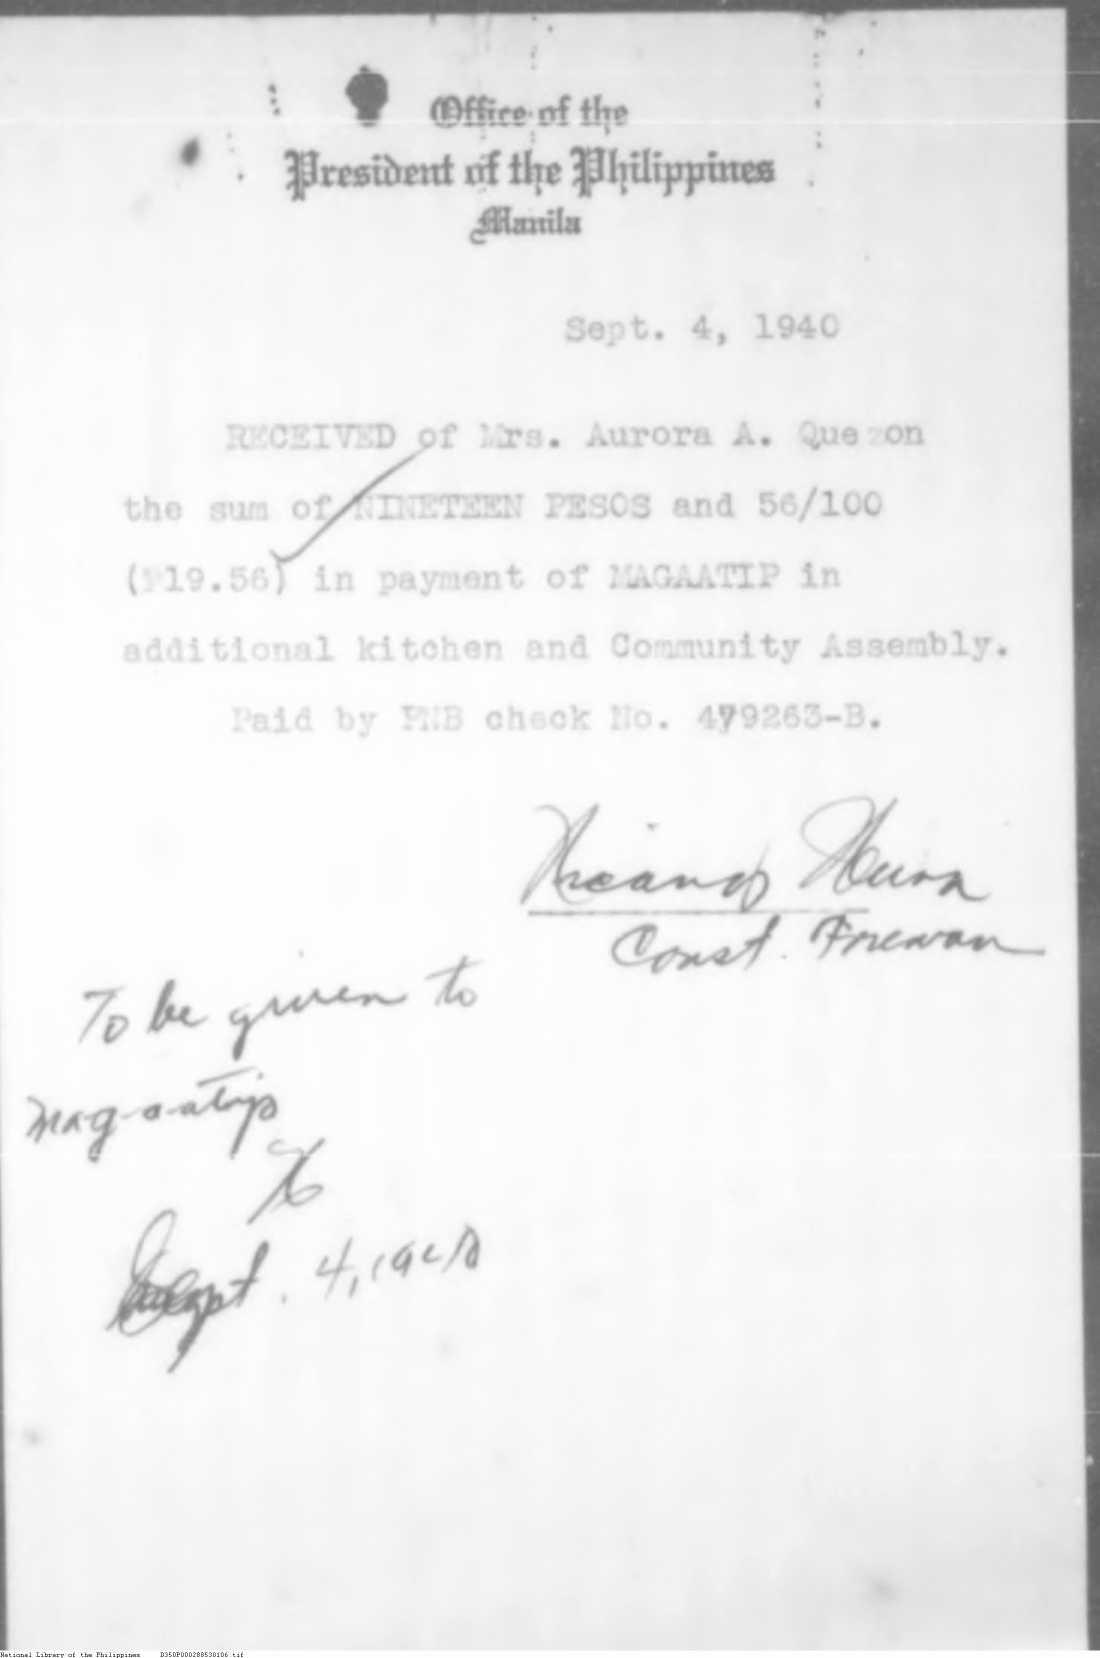 Office of the
President of the Philippines
Manila
Sept. 4, 1940
RECEIVED of Mrs. Aurora A. Quezon
the sum of NINETEEN PESOS and 56/100
(₱19.56) in payment of MAGAATIP in
additional kitchen and Community Assembly.
Paid by PNB check No. 479263-B.
Const. Foreman
To be given to
mag-a-atip
Sept. 4, 1940
National Library of the Philippines D350P000288530106.tif